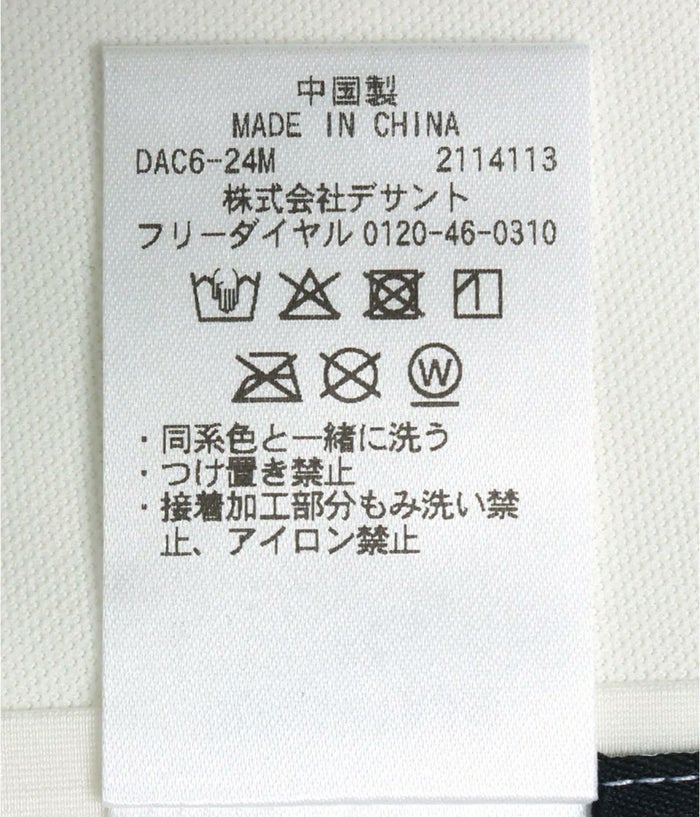 中国製
MADE IN CHINA
DAC6-24M 2114113
株式会社デサント
フリーダイヤル 0120-46-0310
W
・同系色と一緒に洗う
・つけ置き禁止
・接着加工部分もみ洗い禁
止、アイロン禁止